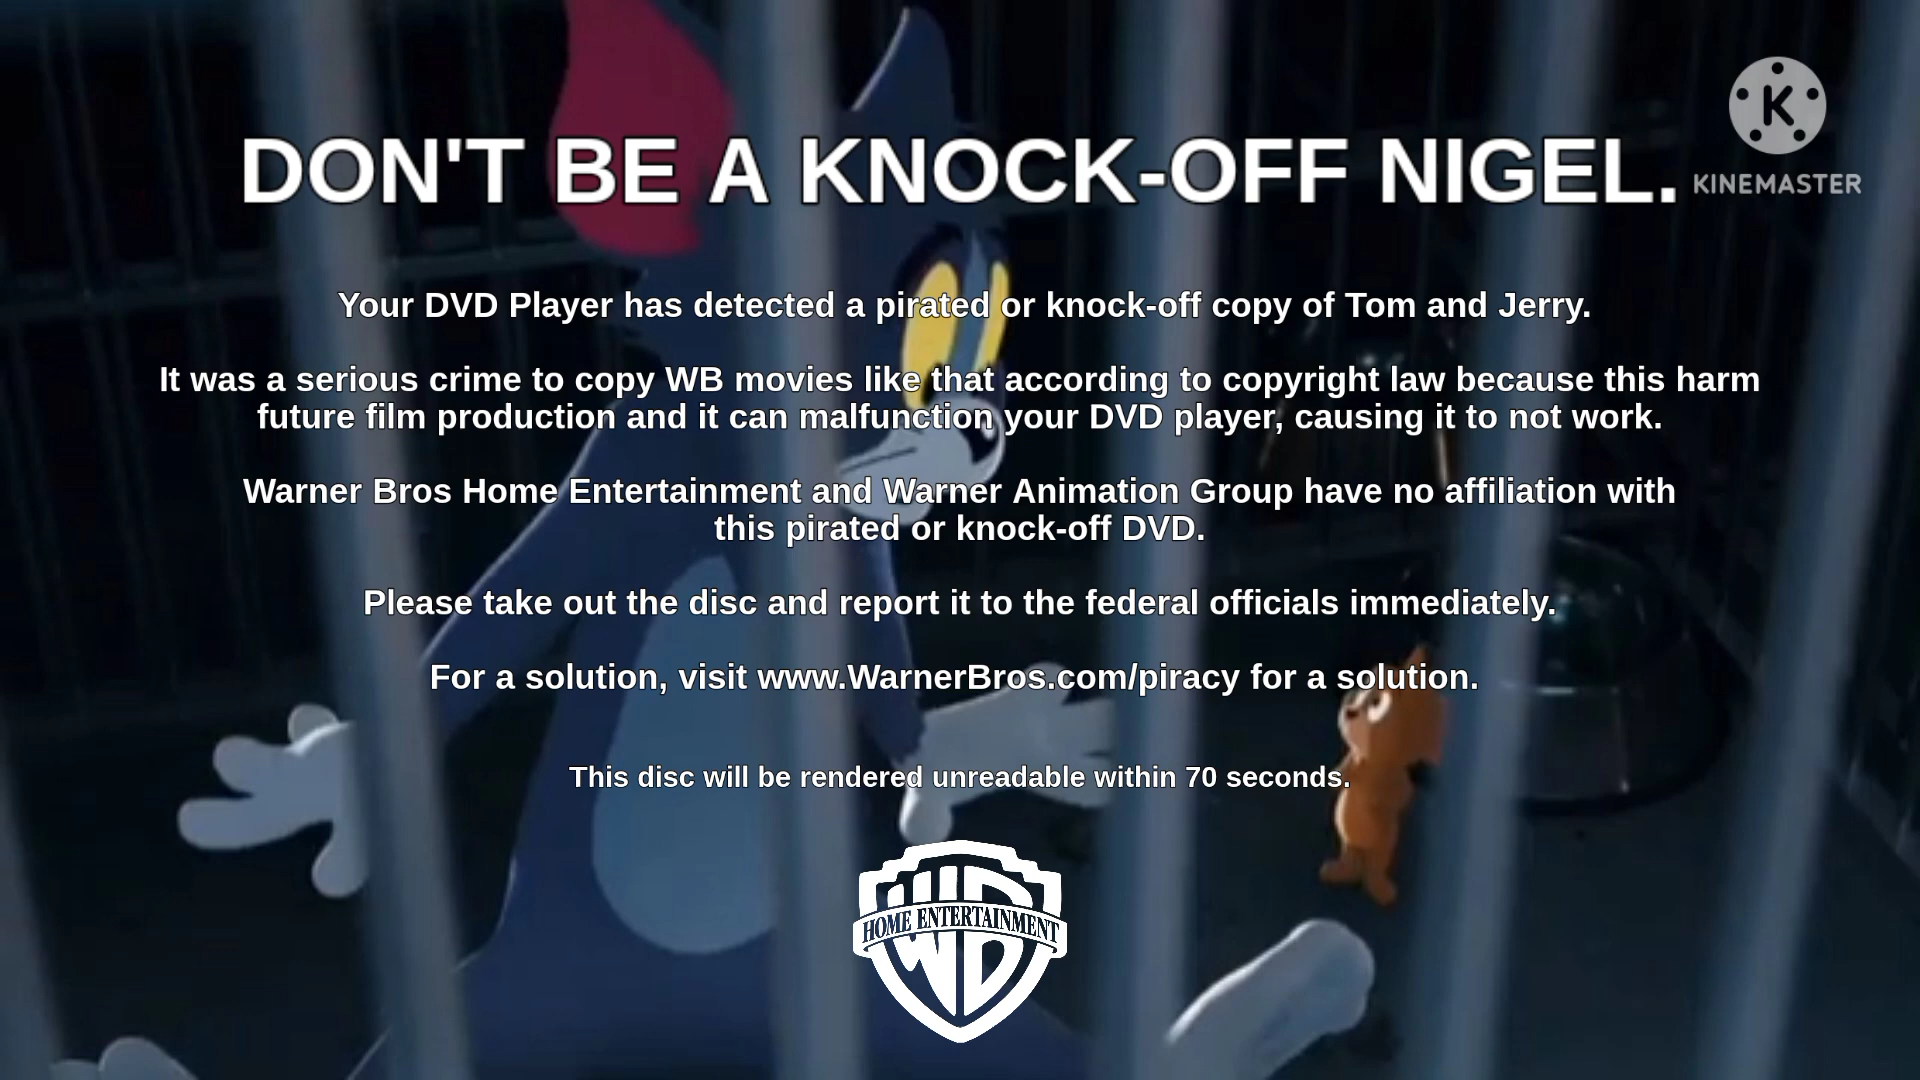 DON'T BE A KNOCK-OFF NIGEL.
K
KINEMASTER
Your DVD Player has detected a pirated or knock-off copy of Tom and Jerry.
It was a serious crime to copy WB movies like that according to copyright law because this harm
future film production and it can malfunction your DVD player, causing it to not work.
Warner Bros Home Entertainment and Warner Animation Group have no affiliation with
this pirated or knock-off DVD.
Please take out the disc and report it to the federal officials immediately.
For a solution, visit www.WarnerBros.com/piracy for a solution.
This disc will be rendered unreadable within 70 seconds.
WB
HOME ENTERTAINMENT